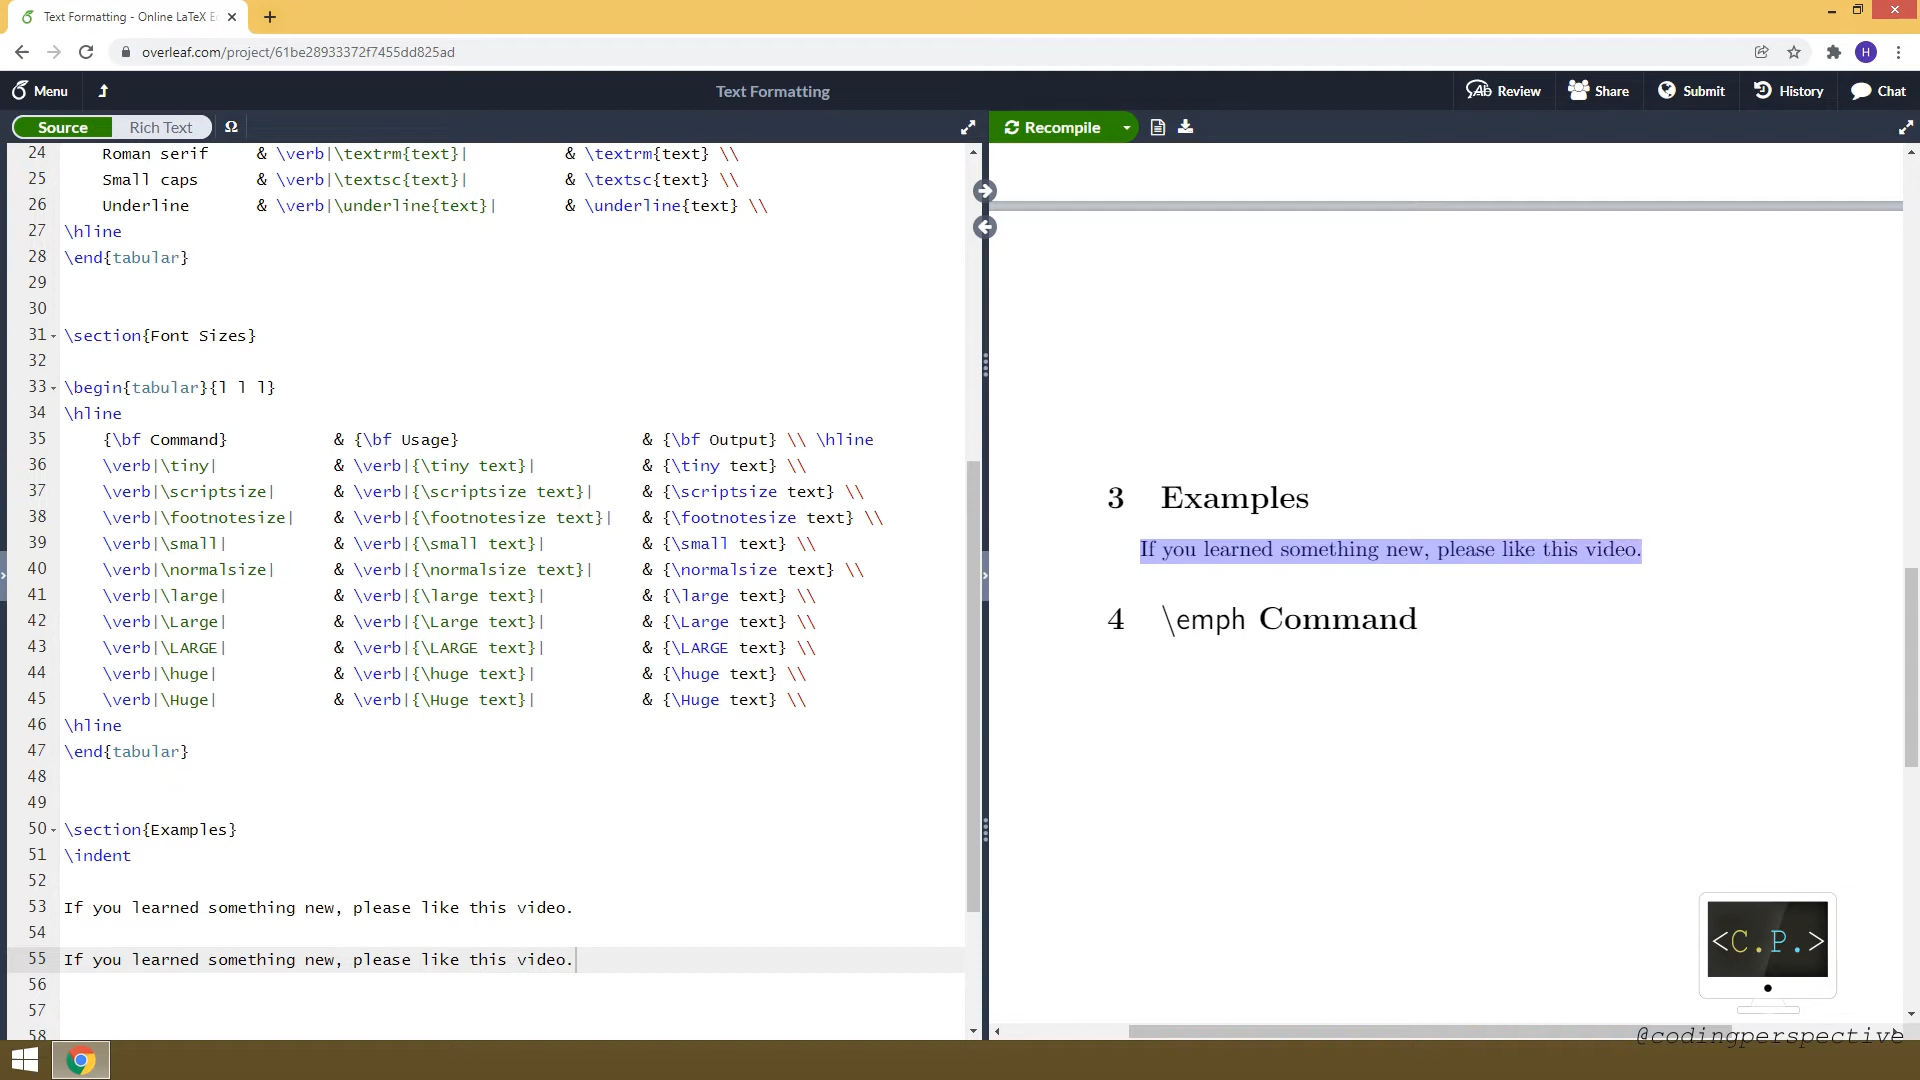 Text Formatting - Online LaTeX E
overleaf.com/project/61be28933372f7455dd825ad
H
Menu
Text Formatting
Review
Share
Submit
History
Chat
Source
Rich Text
Ω
Recompile
24 Roman serif & \verb|\textrm{text}| & \textrm{text} \\
25 Small caps & \verb|\textsc{text}| & \textsc{text} \\
26 Underline & \verb|\underline{text}| & \underline{text} \\
27 \hline
28 \end{tabular}
29
30
31 \section{Font Sizes}
32
33 \begin{tabular}{l l l}
34 \hline
35 {\bf Command} & {\bf Usage} & {\bf Output} \\ \hline
36 \verb|\tiny| & \verb|{\tiny text}| & {\tiny text} \\
37 \verb|\scriptsize| & \verb|{\scriptsize text}| & {\scriptsize text} \\
38 \verb|\footnotesize| & \verb|{\footnotesize text}| & {\footnotesize text} \\
39 \verb|\small| & \verb|{\small text}| & {\small text} \\
40 \verb|\normalsize| & \verb|{\normalsize text}| & {\normalsize text} \\
41 \verb|\large| & \verb|{\large text}| & {\large text} \\
42 \verb|\Large| & \verb|{\Large text}| & {\Large text} \\
43 \verb|\LARGE| & \verb|{\LARGE text}| & {\LARGE text} \\
44 \verb|\huge| & \verb|{\huge text}| & {\huge text} \\
45 \verb|\Huge| & \verb|{\Huge text}| & {\Huge text} \\
46 \hline
47 \end{tabular}
48
49
50 \section{Examples}
51 \indent
52
53 If you learned something new, please like this video.
54
55 If you learned something new, please like this video.
56
57
58
3 Examples
If you learned something new, please like this video.
4 \emph Command
<C.P.>
@codingperspective